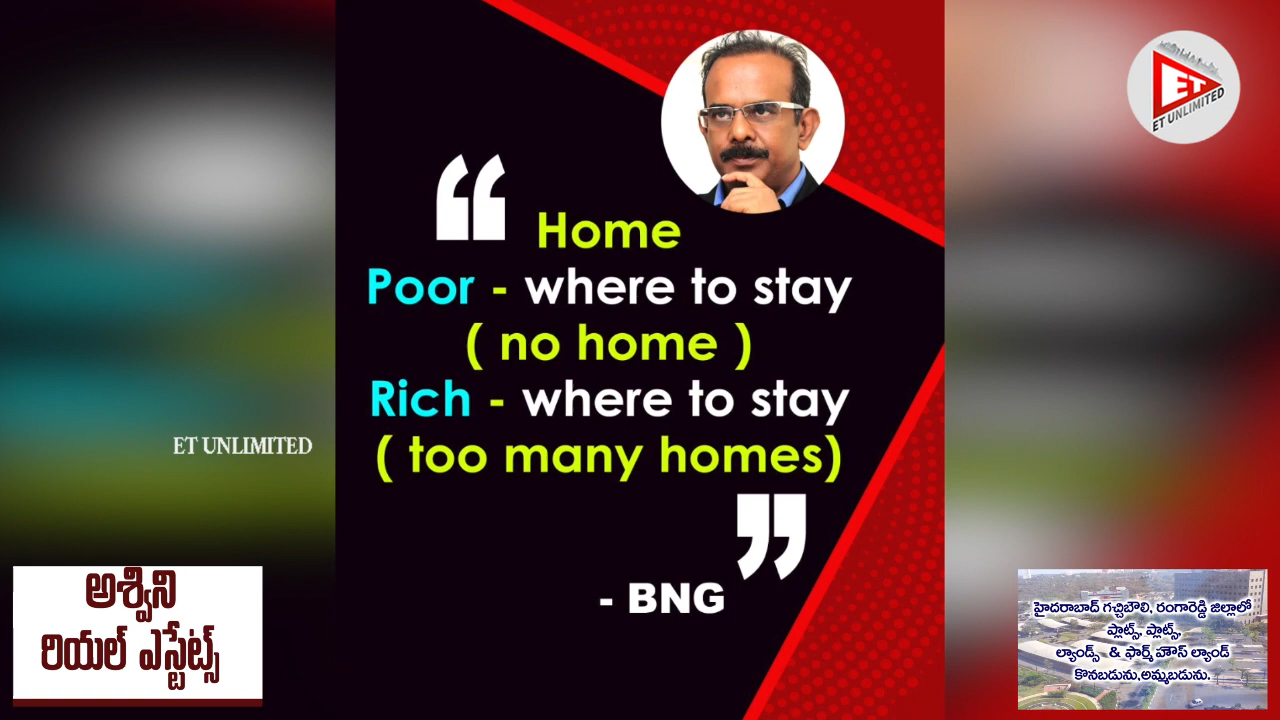 ET
ET UNLIMITED
“ Home
Poor - where to stay
( no home )
Rich - where to stay
( too many homes)
”
- BNG
ET UNLIMITED
అశ్విని
రియల్ ఎస్టేట్స్
హైదరాబాద్ గచ్చిబౌలి, రంగారెడ్డి జిల్లాలో
ప్లాట్స్, ఫ్లాట్స్,
ల్యాండ్స్ & ఫార్మ్ హౌస్ ల్యాండ్
కొనబడును,అమ్మబడును.